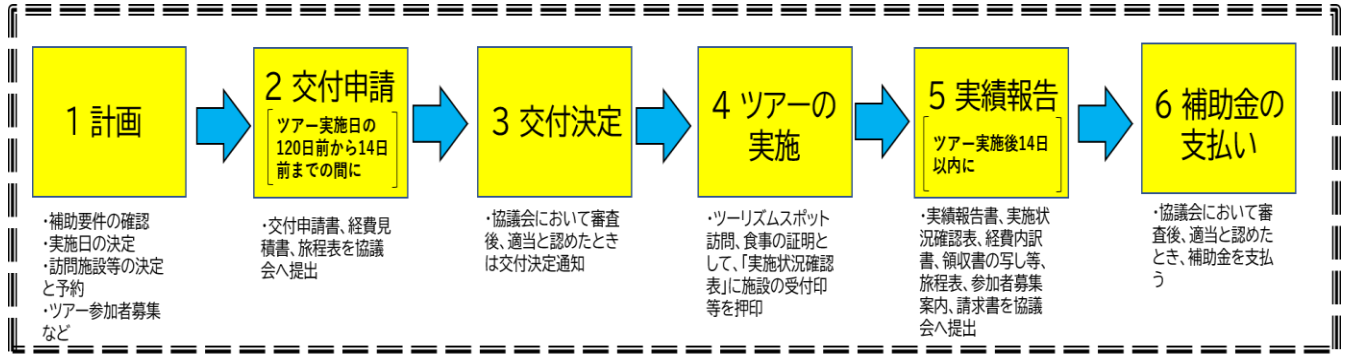 1 計画
2 交付申請
ツアー実施日の
120日前から14日
前までの間に
3 交付決定
4 ツアーの
実施
5 実績報告
ツアー実施後14日
以内に
6 補助金の
支払い
・補助要件の確認
・実施日の決定
・訪問施設等の決定
と予約
・ツアー参加者募集
など
・交付申請書、経費見
積書、旅程表を協議
会へ提出
・協議会において審査
後、適当と認めたとき
は交付決定通知
・ツーリズムスポット
訪問、食事の証明と
して、「実施状況確認
表」に施設の受付印
等を押印
・実績報告書、実施状
況確認表、経費内訳
書、領収書の写し等、
旅程表、参加者募集
案内、請求書を協議
会へ提出
・協議会において審
査後、適当と認めた
とき、補助金を支払
う